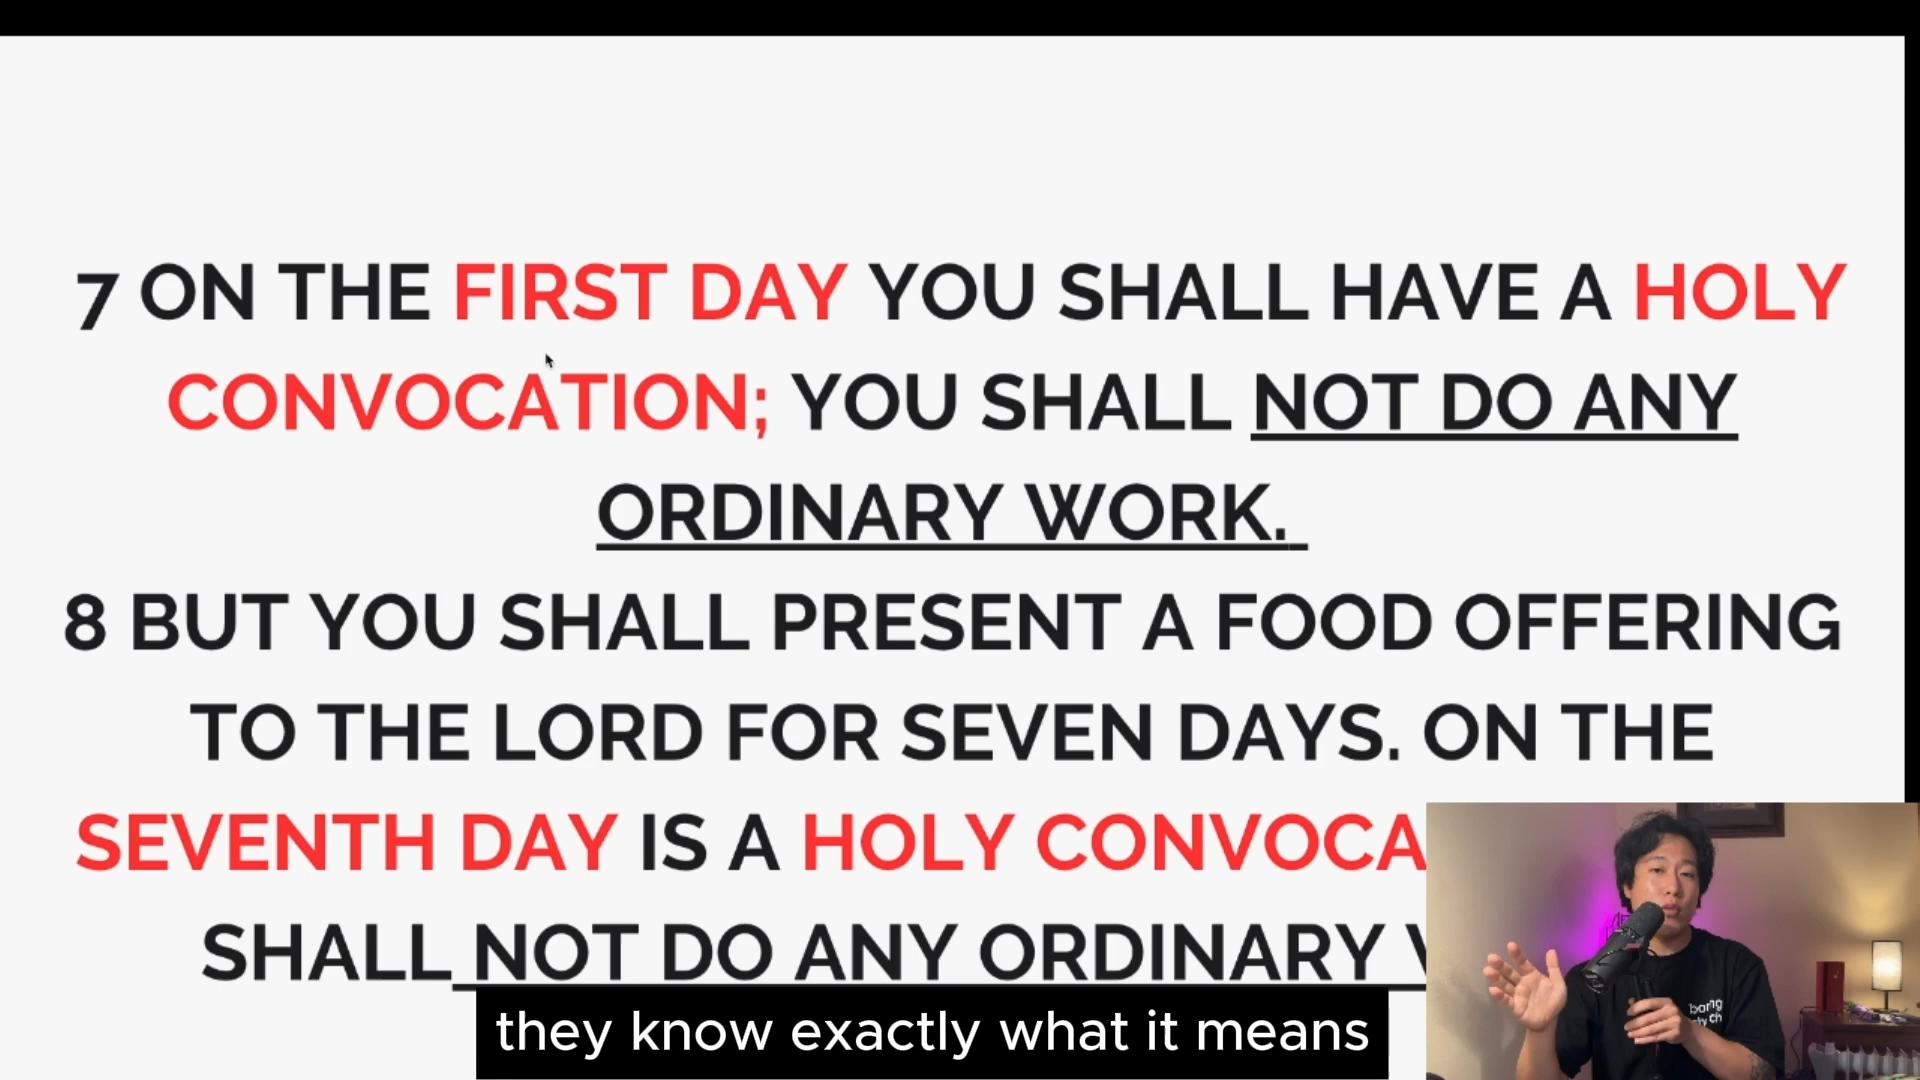 7 ON THE FIRST DAY YOU SHALL HAVE A HOLY
CONVOCATION; YOU SHALL NOT DO ANY
ORDINARY WORK.
8 BUT YOU SHALL PRESENT A FOOD OFFERING
TO THE LORD FOR SEVEN DAYS. ON THE
SEVENTH DAY IS A HOLY CONVOCA
SHALL NOT DO ANY ORDINARY
they know exactly what it means